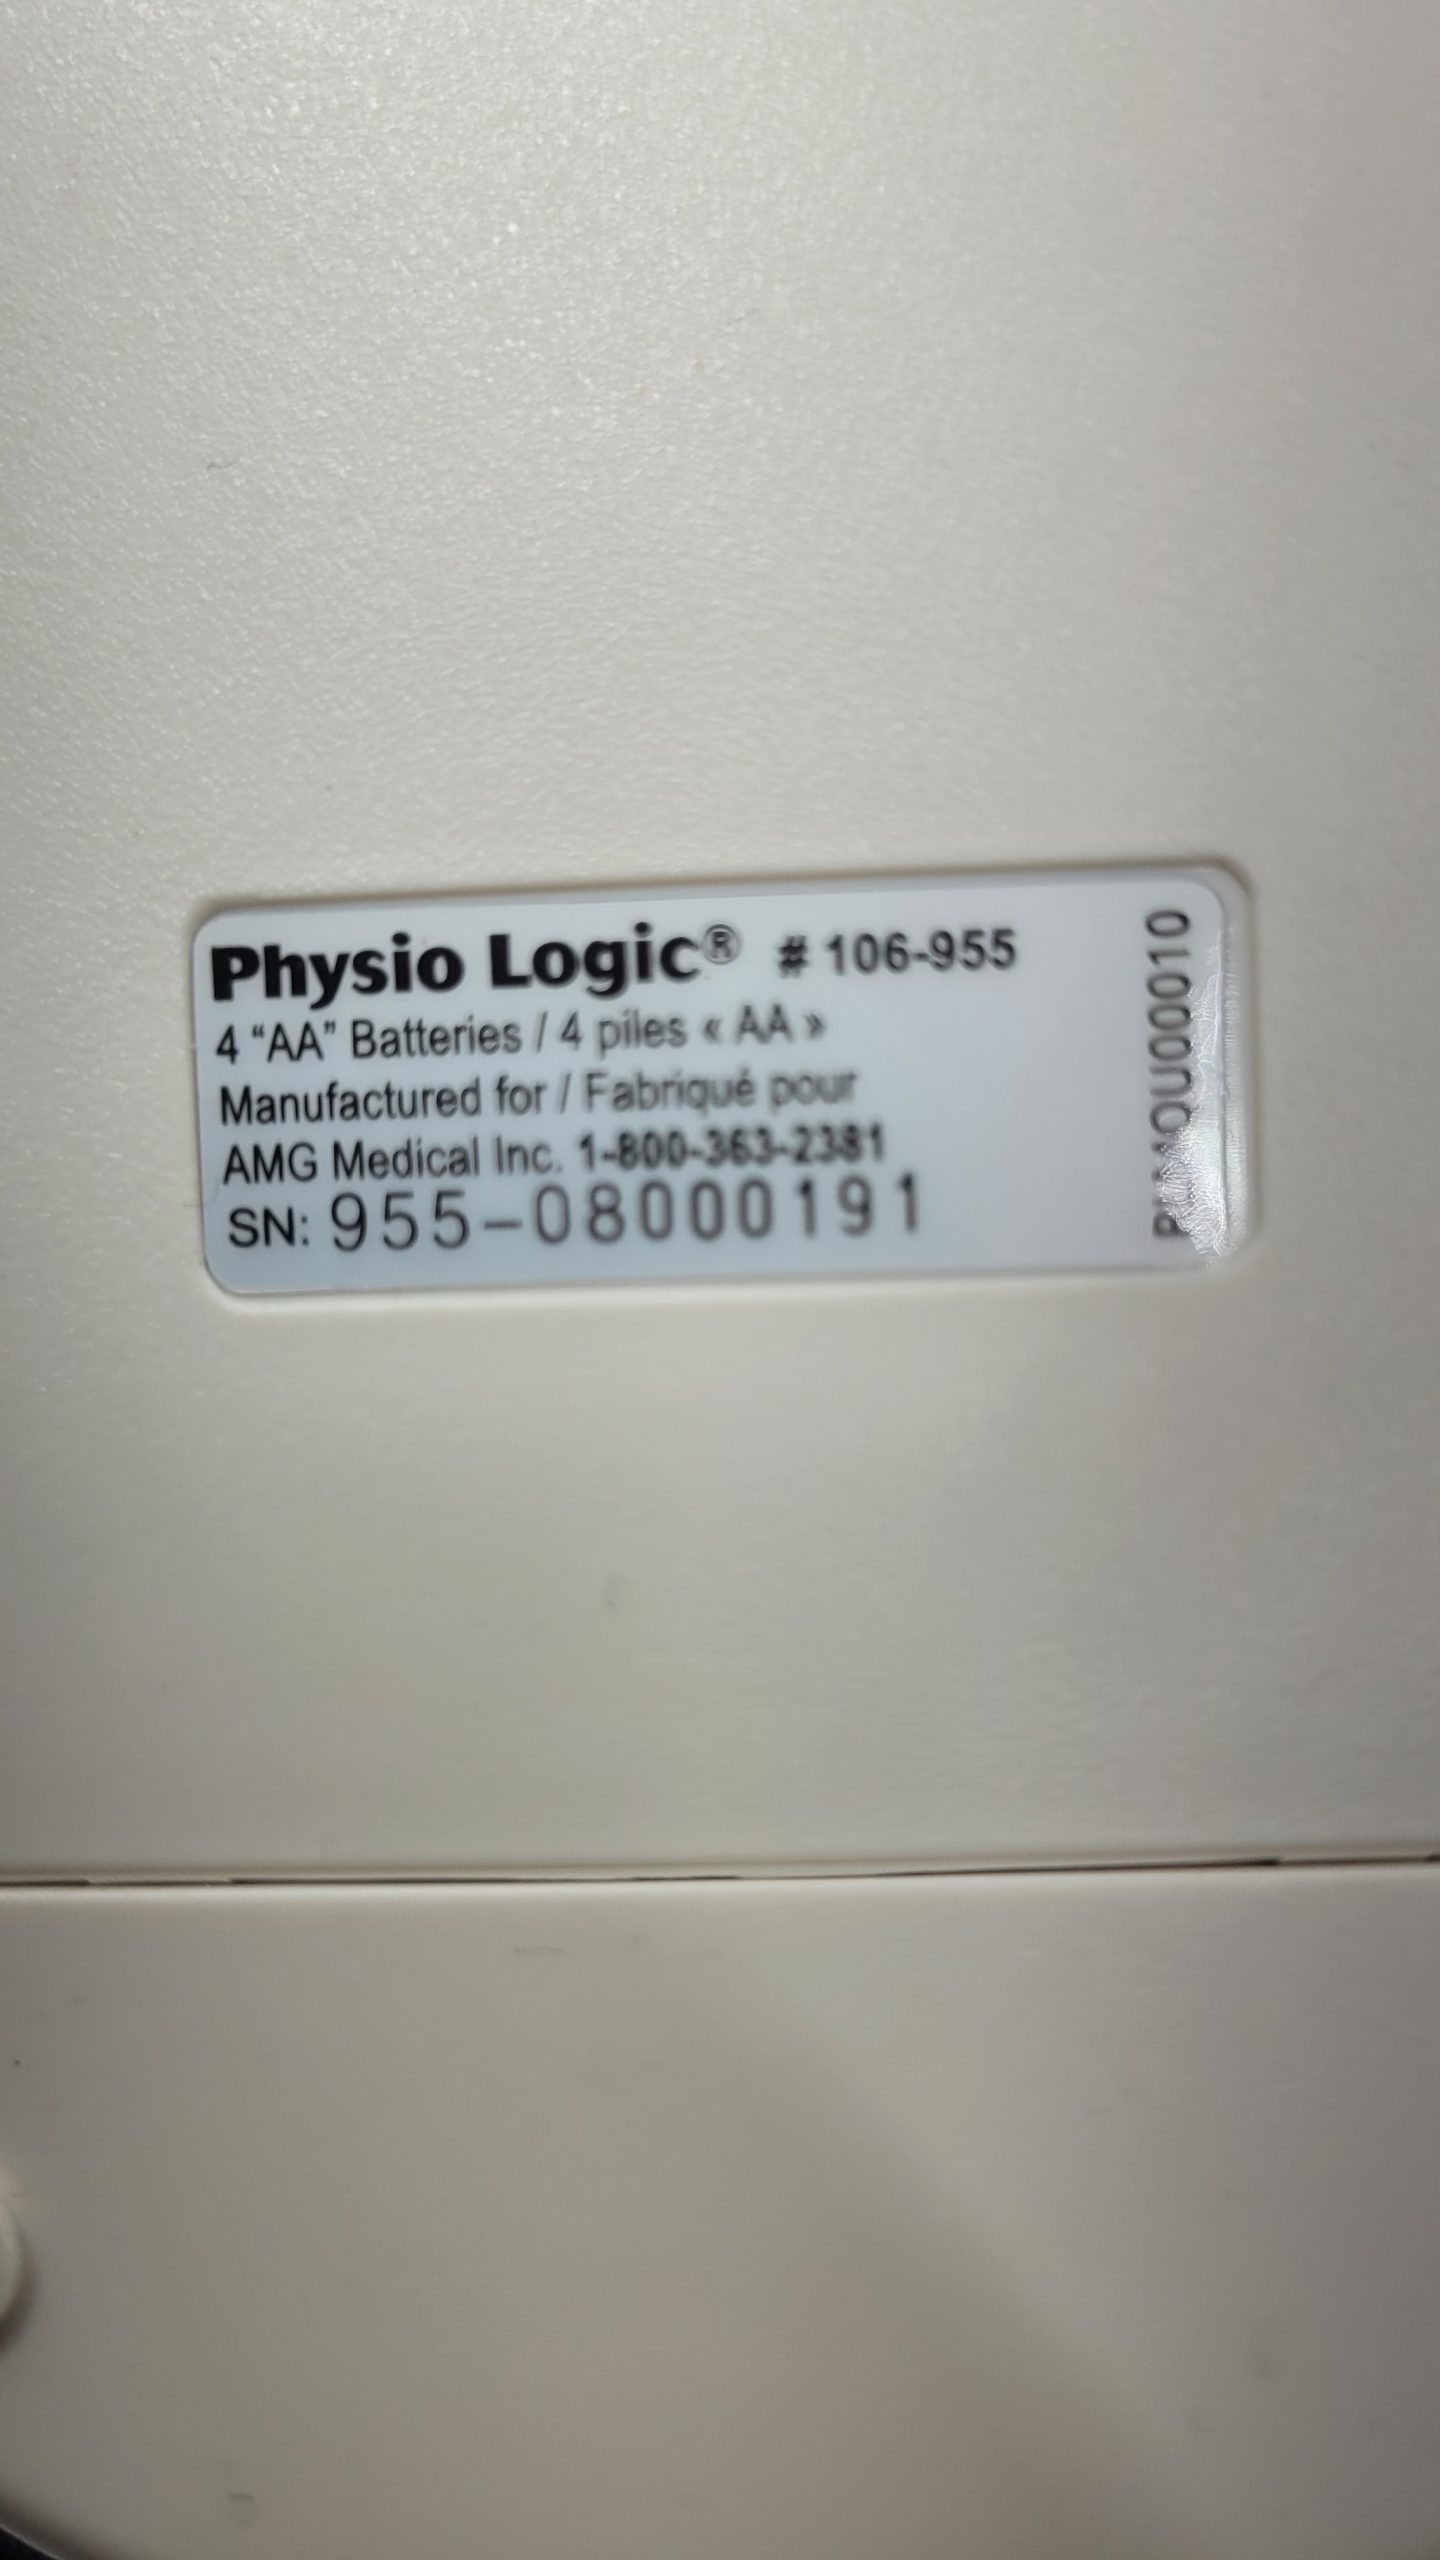 Physio Logic® # 106-955
4 “AA” Batteries / 4 piles « AA »
Manufactured for / Fabriqué pour
AMG Medical Inc. 1-800-363-2381
SN: 955-08000191